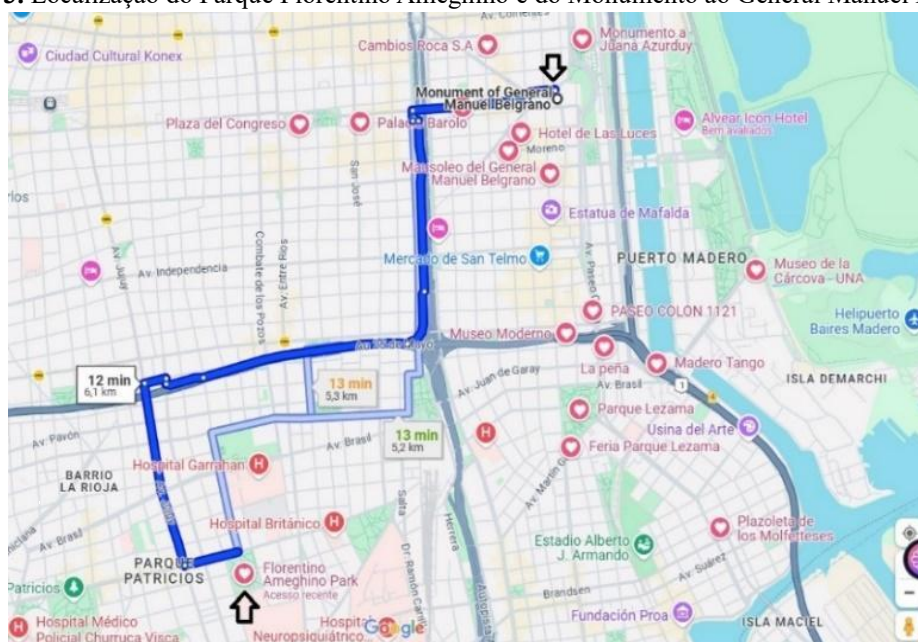 Localização do Parque Florentino Ameghino e do Monumento ao General Manuel
Ciudad Cultural Konex
Cambios Roca S.A
Monumento a
Juana Azurduy
Monument of General
Manuel Belgrano
Plaza del Congreso
Palacio Barolo
Hotel de Las Luces
Alvear Icon Hotel
Bem avaliados
Moreno
Mausoleo del General
Manuel Belgrano
San José
Estatua de Mafalda
Combate de los Pozos
Av. Entre Ríos
Av. Jujuy
Av. Independencia
Mercado de San Telmo
PUERTO MADERO
Museo de la
Cárcova - UNA
PASEO COLON 1121
Helipuerto
Baires Madero
Museo Moderno
La peña
Madero Tango
12 min
6,1 km
13 min
5,3 km
Av. Juan de Garay
Av. Brasil
1
ISLA DEMARCHI
Parque Lezama
Usina del Arte
Av. Pavón
Av. Brasil
13 min
5,2 km
Feria Parque Lezama
Hospital Garrahan
BARRIO
LA RIOJA
Salta
Herrera
Hospital Británico
Plazoleta de
los Molfetteses
Estadio Alberto
J. Armando
Av. Suárez
PARQUE
PATRICIOS
Florentino
Ameghino Park
Acesso recente
Patricios
Brandsen
Fundación Proa
ISLA MACIEL
Hospital Médico
Policial Churruca Visca
Neuropsiquiátrico
Google